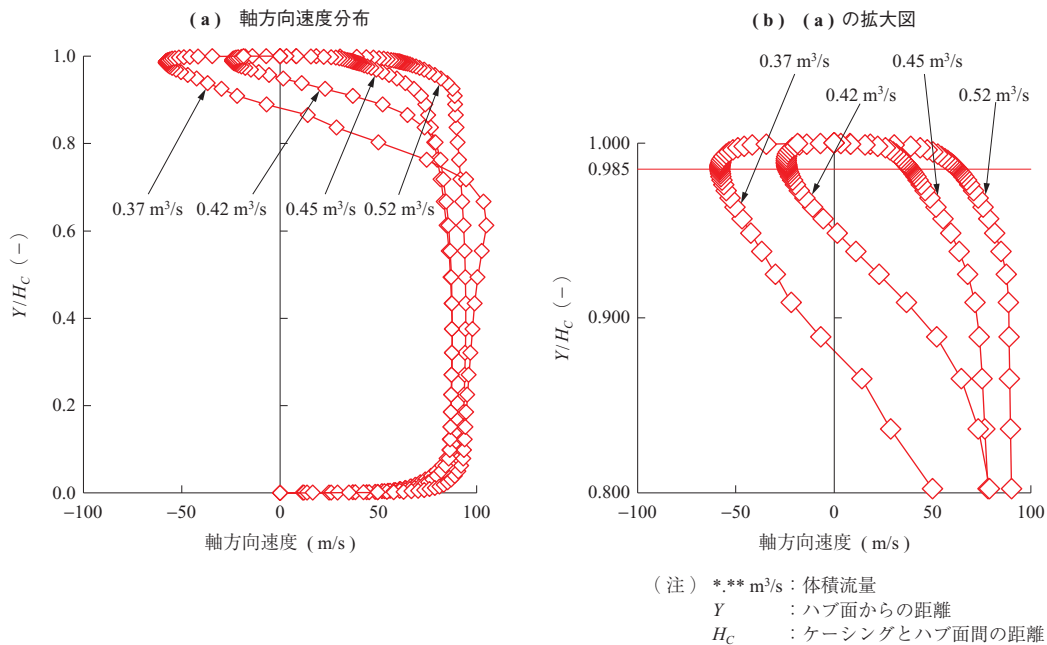 ( a ) 軸方向速度分布
1.0
0.8
0.6
0.4
0.2
0.0
Y/H_C ( − )
0.37 m³/s
0.42 m³/s
0.45 m³/s
0.52 m³/s
−100
−50
0
50
100
軸方向速度 ( m/s )
( b ) ( a ) の拡大図
0.37 m³/s
0.45 m³/s
0.42 m³/s
0.52 m³/s
1.000
0.985
0.900
0.800
Y/H_C ( − )
−100
−50
0
50
100
軸方向速度 ( m/s )
( 注 ) *.** m³/s : 体積流量
Y : ハブ面からの距離
H_C : ケーシングとハブ面間の距離